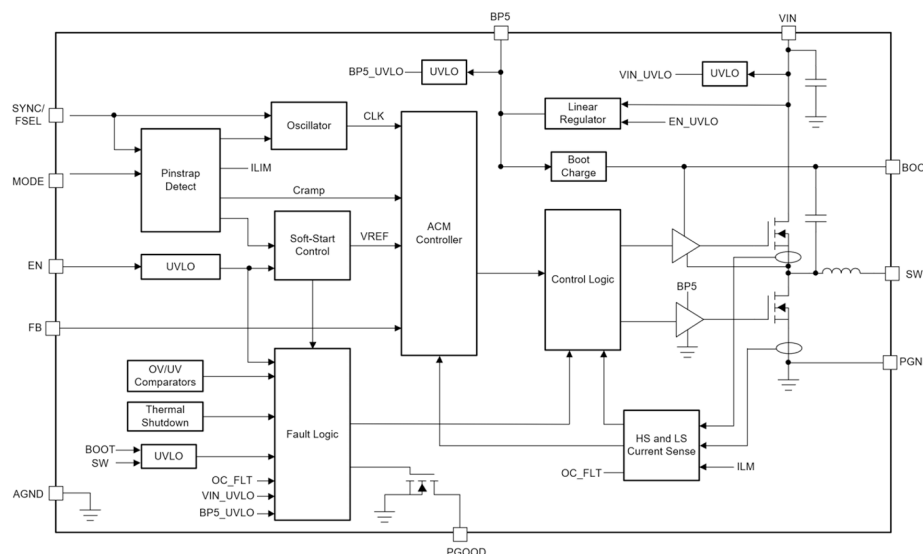 BP5
VIN
BP5_UVLO
UVLO
VIN_UVLO
UVLO
SYNC/
FSEL
Oscillator
CLK
Linear
Regulator
EN_UVLO
MODE
Pinstrap
Detect
ILIM
Boot
Charge
BOO
Cramp
ACM
Controller
Soft-Start
Control
VREF
Control Logic
EN
UVLO
SW
BP5
FB
PGN
OV/UV
Comparators
Thermal
Shutdown
Fault Logic
HS and LS
Current Sense
BOOT
SW
UVLO
OC_FLT
ILM
OC_FLT
VIN_UVLO
BP5_UVLO
AGND
PGOOD